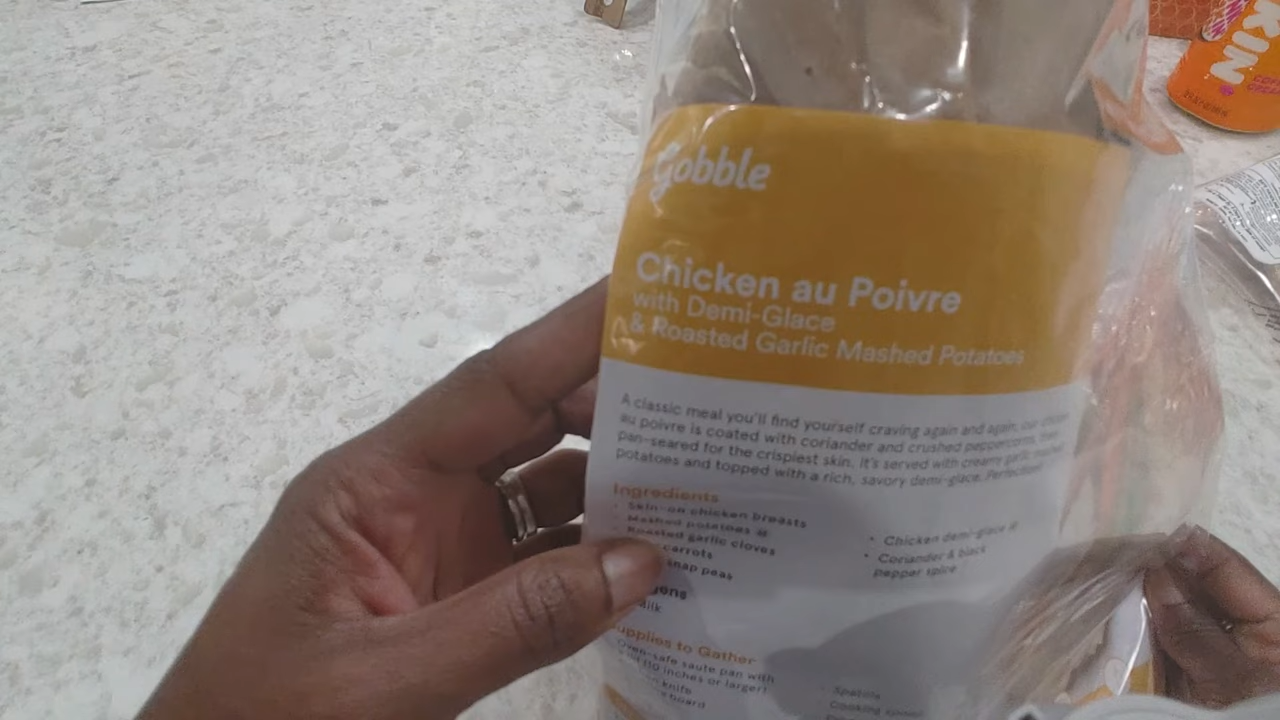 KIN
Gobble
Chicken au Poivre
with Demi-Glace
& Roasted Garlic Mashed Potatoes
A classic meal you'll find yourself craving again and again, our
au poivre is coated with coriander and crushed peppercorns, then
pan-seared for the crispiest skin. It's served with creamy garlic mashed
potatoes and topped with a rich, savory demi-glace. Perfection!
Ingredients
• Skin-on chicken breasts
• Mashed potatoes
• Roasted garlic cloves
carrots
snap peas
• Chicken demi-glace
• Coriander & black
pepper spice
gens
ilk
upplies to Gather
Oven-safe saute pan with
(10 inches or larger)
knife
board
Spatula
Cooking spoon